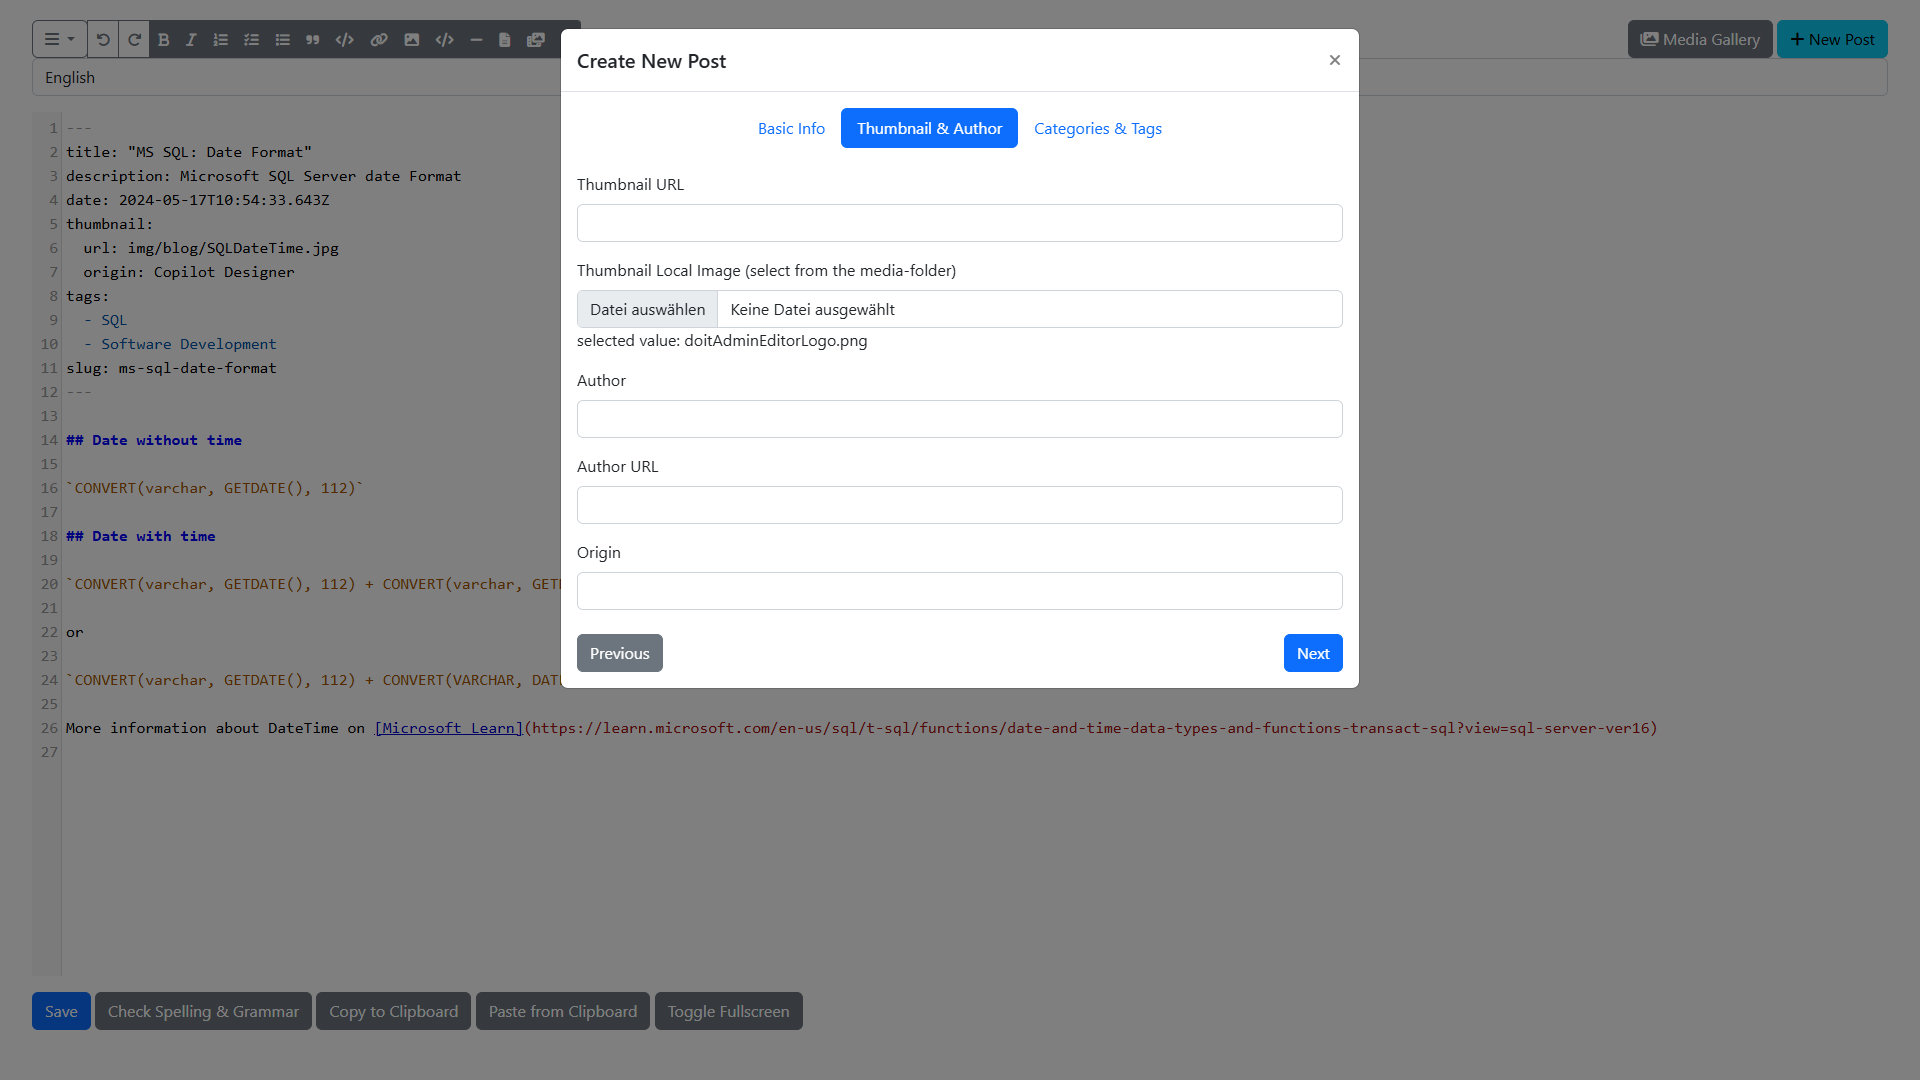 Media Gallery
New Post
English
Create New Post
×
Basic Info
Thumbnail & Author
Categories & Tags
Thumbnail URL
Thumbnail Local Image (select from the media-folder)
Datei auswählen Keine Datei ausgewählt
selected value: doitAdminEditorLogo.png
Author
Author URL
Origin
Previous
Next
1 ---
2 title: "MS SQL: Date Format"
3 description: Microsoft SQL Server date Format
4 date: 2024-05-17T10:54:33.643Z
5 thumbnail:
6 url: img/blog/SQLDateTime.jpg
7 origin: Copilot Designer
8 tags:
9 - SQL
10 - Software Development
11 slug: ms-sql-date-format
12 ---
13
14 ## Date without time
15
16 `CONVERT(varchar, GETDATE(), 112)`
17
18 ## Date with time
19
20 `CONVERT(varchar, GETDATE(), 112) + CONVERT(varchar,
21
22 or
23
24 `CONVERT(varchar, GETDATE(), 112) + CONVERT(VARCHAR,
25
26 More information about DateTime on [Microsoft Learn](https://learn.microsoft.com/en-us/sql/t-sql/functions/date-and-time-data-types-and-functions-transact-sql?view=sql-server-ver16)
27
Save
Check Spelling & Grammar
Copy to Clipboard
Paste from Clipboard
Toggle Fullscreen